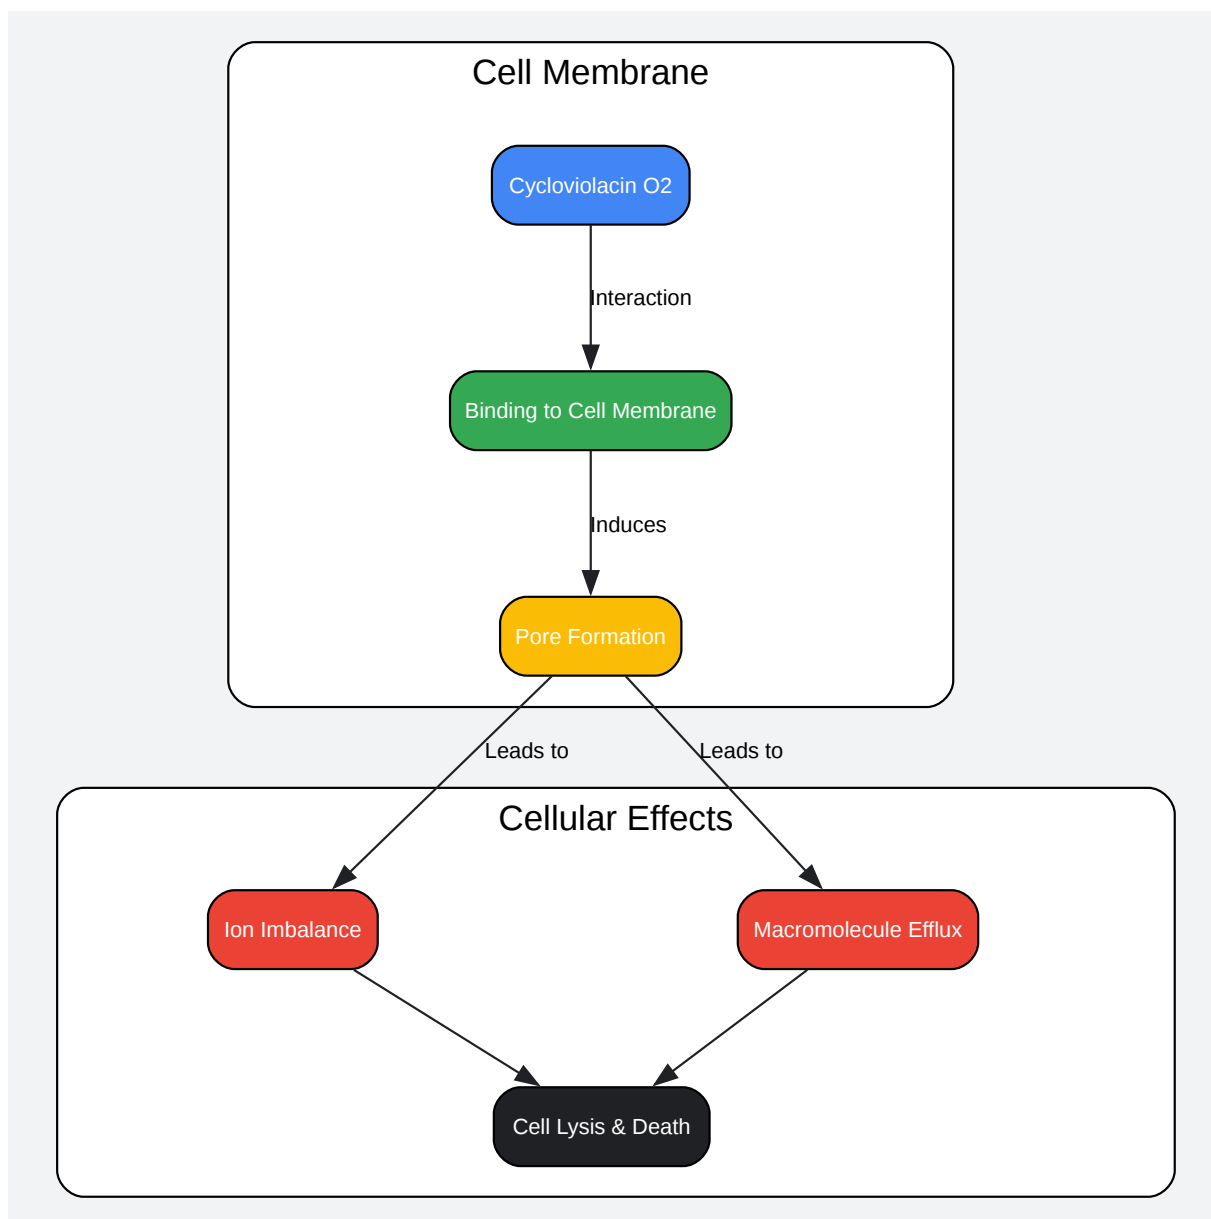 Cell Membrane
Cycloviolacin O2
Interaction
Binding to Cell Membrane
Induces
Pore Formation
Leads to
Leads to
Cellular Effects
Ion Imbalance
Macromolecule Efflux
Cell Lysis & Death